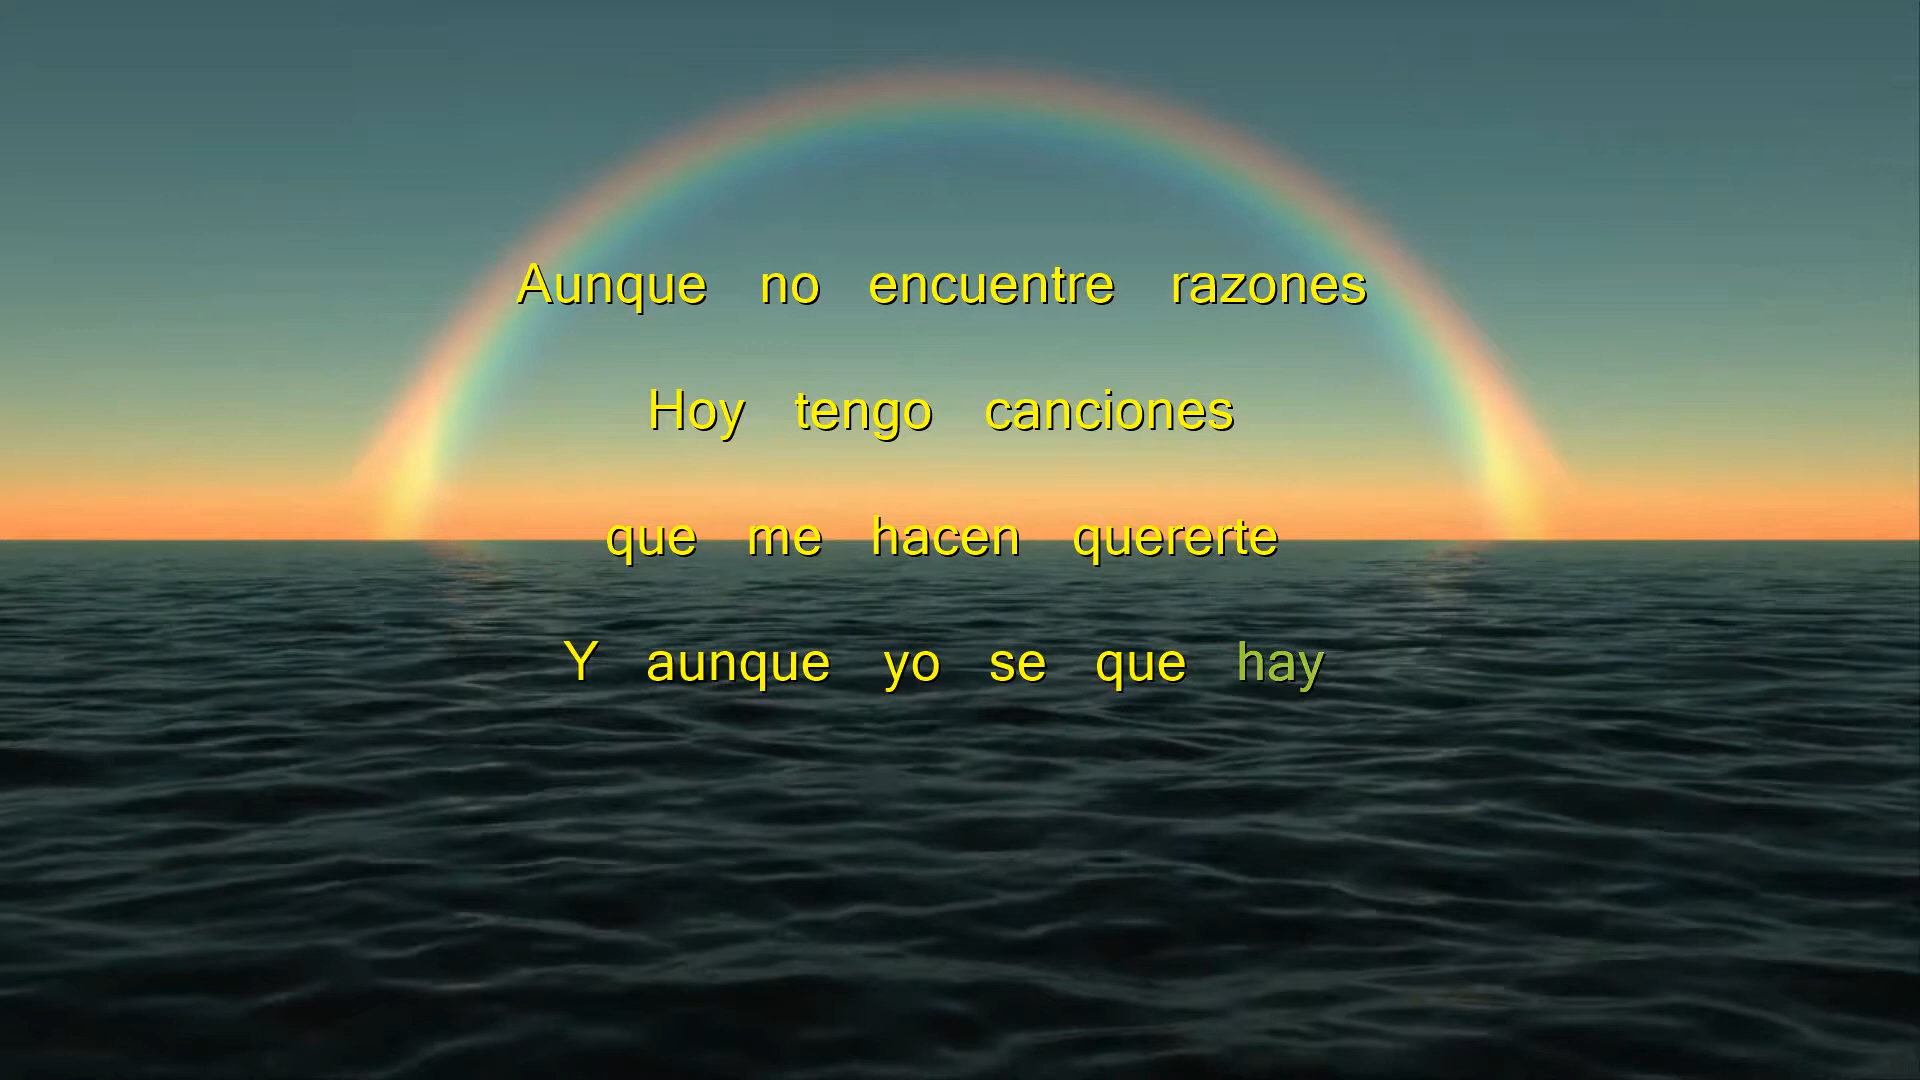 Aunque no encuentre razones
Hoy tengo canciones
que me hacen quererte
Y aunque yo se que hay